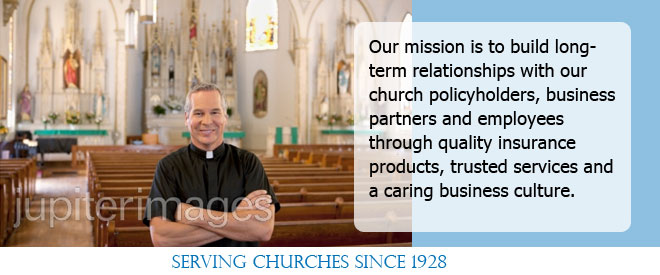 Our mission is to build long-
term relationships with our
church policyholders, business
partners and employees
through quality insurance
products, trusted services and
a caring business culture.
jupiterimages
SERVING CHURCHES SINCE 1928